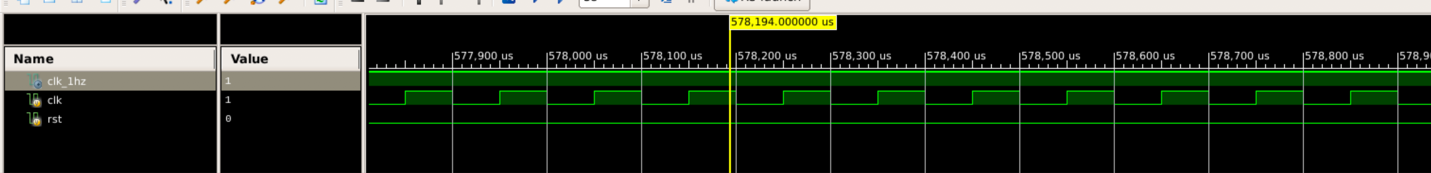 578,194.000000 us
Name
Value
577,900 us
578,000 us
578,100 us
578,200 us
578,300 us
578,400 us
578,500 us
578,600 us
578,700 us
578,800 us
578,9
clk_1hz
1
clk
1
rst
0